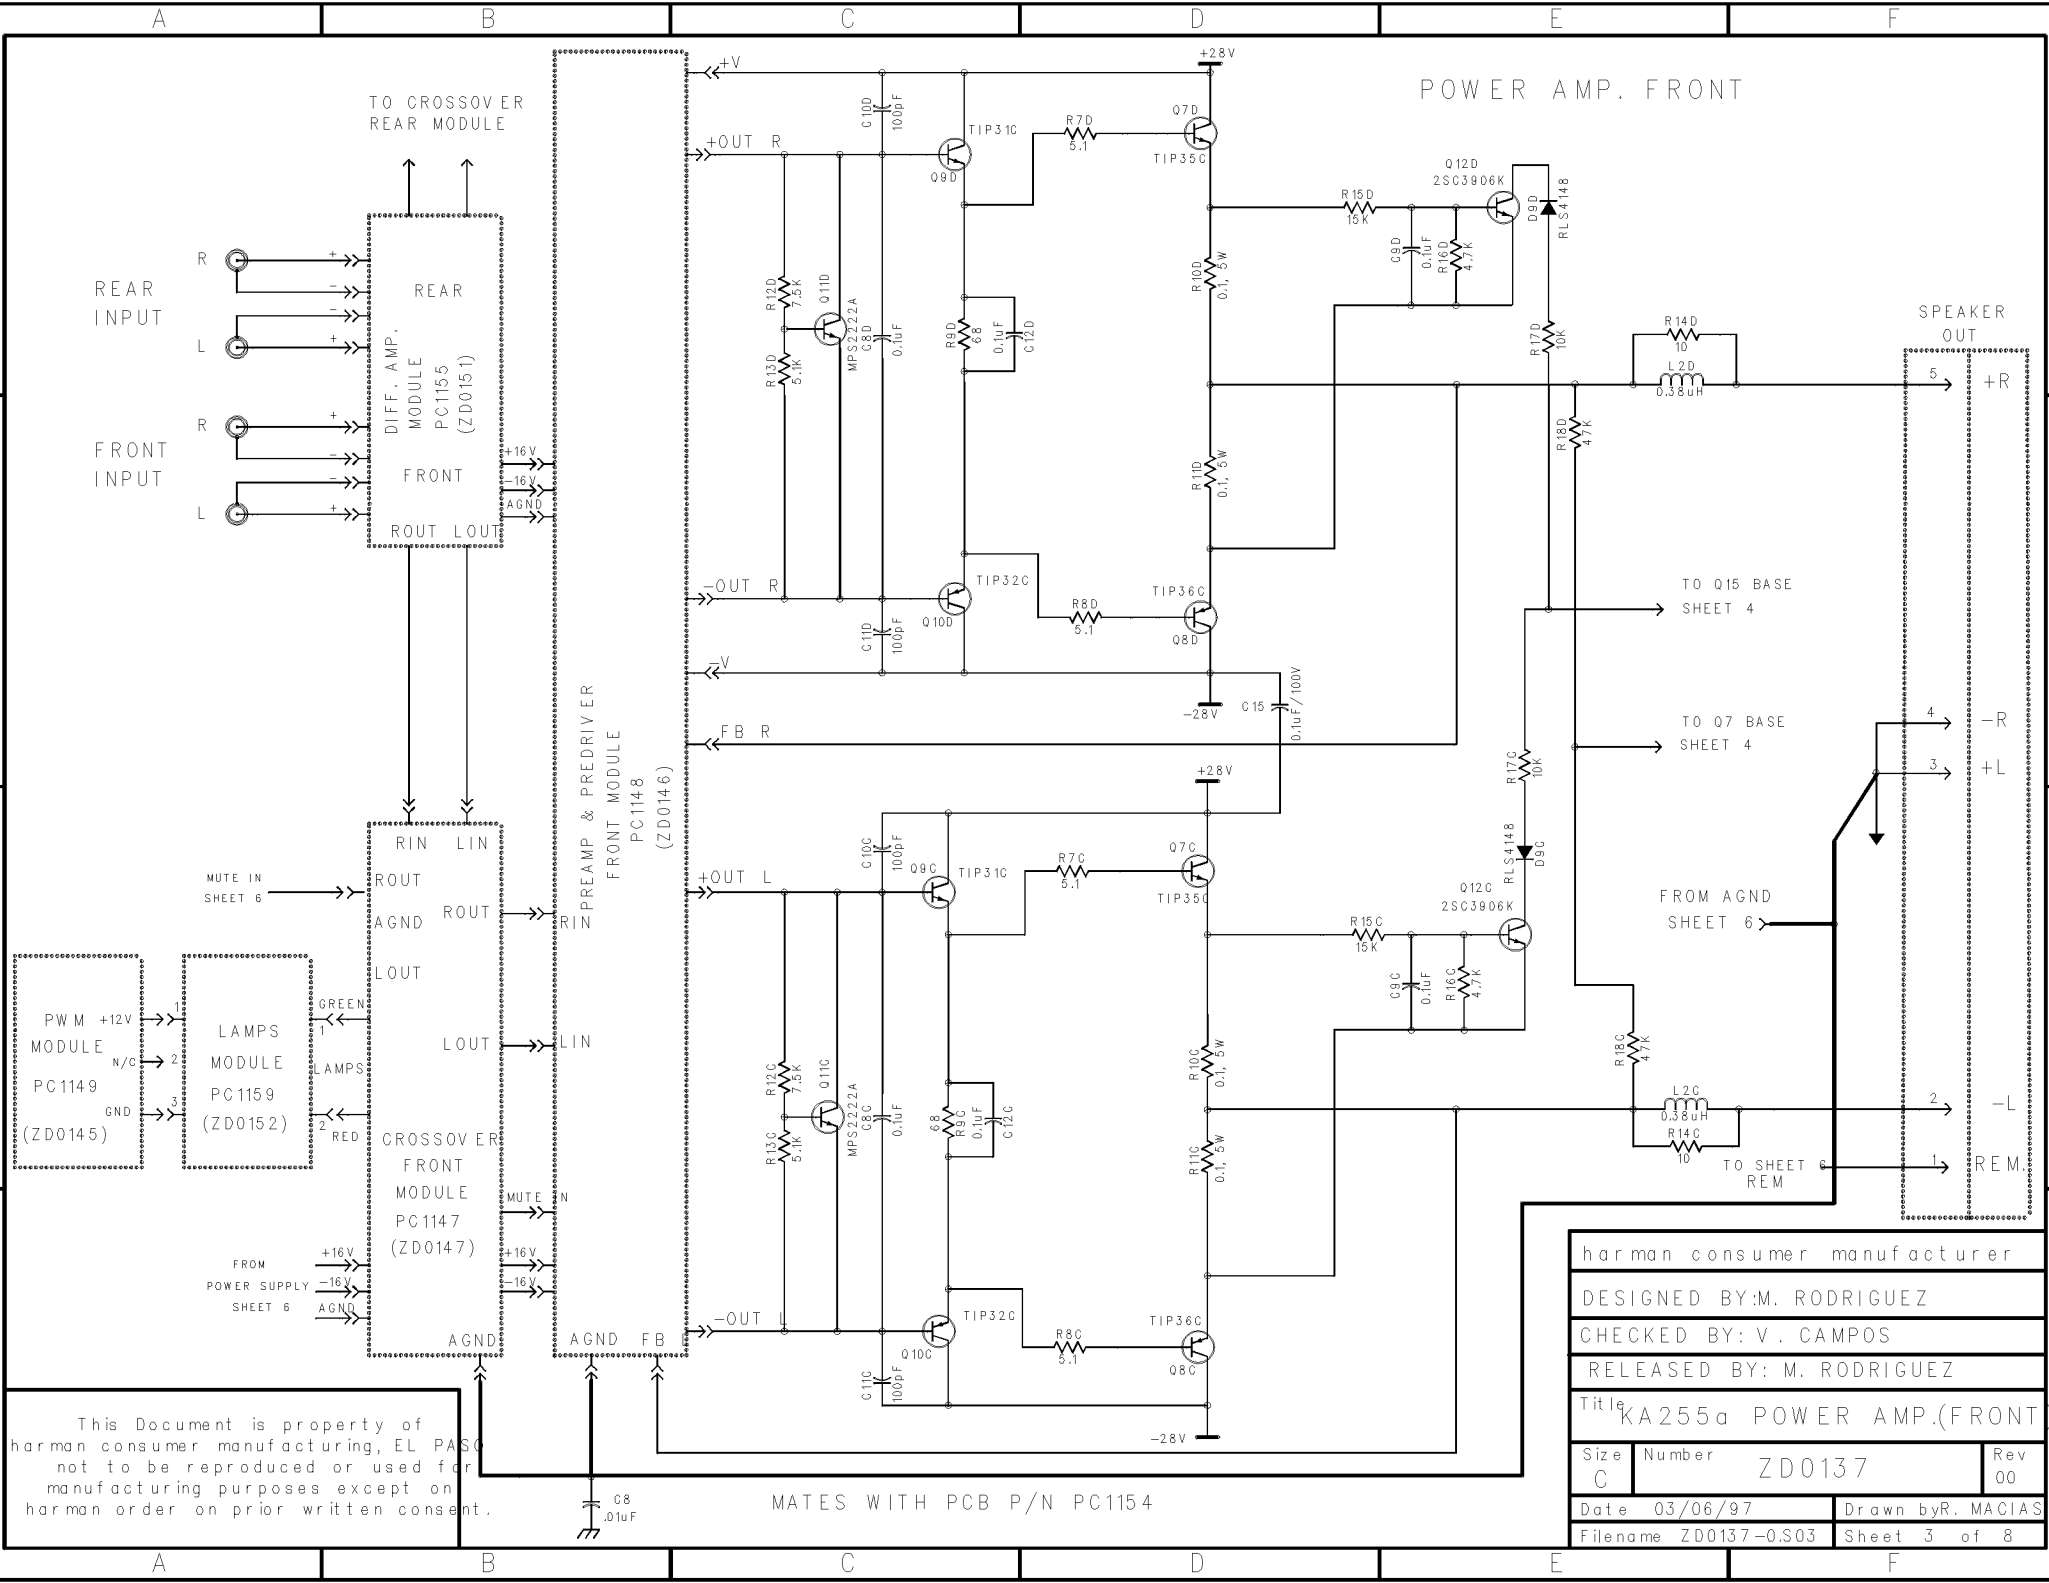 A B C D E F
POWER AMP. FRONT
TO CROSSOVER
REAR MODULE
REAR
INPUT
R
L
+
-
-
+
FRONT
INPUT
R
L
+
-
-
+
REAR
DIFF. AMP.
MODULE
PC1155
(ZD0151)
FRONT
ROUT LOUT
+16V
-16V
AGND
PREAMP & PREDRIVER
FRONT MODULE
PC1148
(ZD0146)
+V
+OUT R
-OUT R
-V
FB R
+OUT L
-OUT L
RIN
LIN
AGND FB
C10D
100pF
TIP31C
Q9D
R7D
5.1
+28V
Q7D
TIP35C
R12D
7.5K
Q11D
MPS2222A
R13D
5.1K
C8D
0.1uF
R9D
68
0.1uF
C12D
R10D
0.1, 5W
R11D
0.1, 5W
C11D
100pF
TIP32C
Q10D
R8D
5.1
TIP36C
Q8D
-28V
C15
0.1uF/100V
Q12D
2SC3906K
R15D
15K
C9D
0.1uF
R16D
4.7K
D9D
RLS4148
R17D
10K
R14D
10
L2D
0.38uH
R18D
47K
TO Q15 BASE
SHEET 4
TO Q7 BASE
SHEET 4
SPEAKER
OUT
5 +R
4 -R
3 +L
2 -L
1 REM.
FROM AGND
SHEET 6
TO SHEET 6
REM
RIN LIN
MUTE IN
SHEET 6
ROUT
AGND
LOUT
ROUT
LOUT
CROSSOVER
FRONT
MODULE
PC1147
(ZD0147)
MUTE IN
+16V
-16V
AGND
FROM
POWER SUPPLY
SHEET 6
+16V
-16V
AGND
PWM +12V
MODULE
N/C
PC1149
GND
(ZD0145)
1
2
3
LAMPS
MODULE
PC1159
(ZD0152)
GREEN
1
LAMPS
2
RED
+28V
C10C
100pF
Q9C
TIP31C
R7C
5.1
Q7C
TIP35C
R12C
7.5K
Q11C
MPS2222A
R13C
5.1K
C8C
0.1uF
68
R9C
0.1uF
C12C
R10C
0.1, 5W
R11C
0.1, 5W
C11C
100pF
TIP32C
Q10C
R8C
5.1
TIP36C
Q8C
-28V
R17C
10K
RLS4148
D9C
Q12C
2SC3906K
R15C
15K
C9C
0.1uF
R16C
4.7K
R18C
47K
L2C
0.38uH
R14C
10
C8
.01uF
MATES WITH PCB P/N PC1154
This Document is property of
harman consumer manufacturing, EL PASO
not to be reproduced or used for
manufacturing purposes except on
harman order on prior written consent.
harman consumer manufacturer
DESIGNED BY:M. RODRIGUEZ
CHECKED BY: V. CAMPOS
RELEASED BY: M. RODRIGUEZ
Title KA255a POWER AMP.(FRONT
Size C Number ZD0137 Rev 00
Date 03/06/97 Drawn byR. MACIAS
Filename ZD0137-0.S03 Sheet 3 of 8
A B C D E F